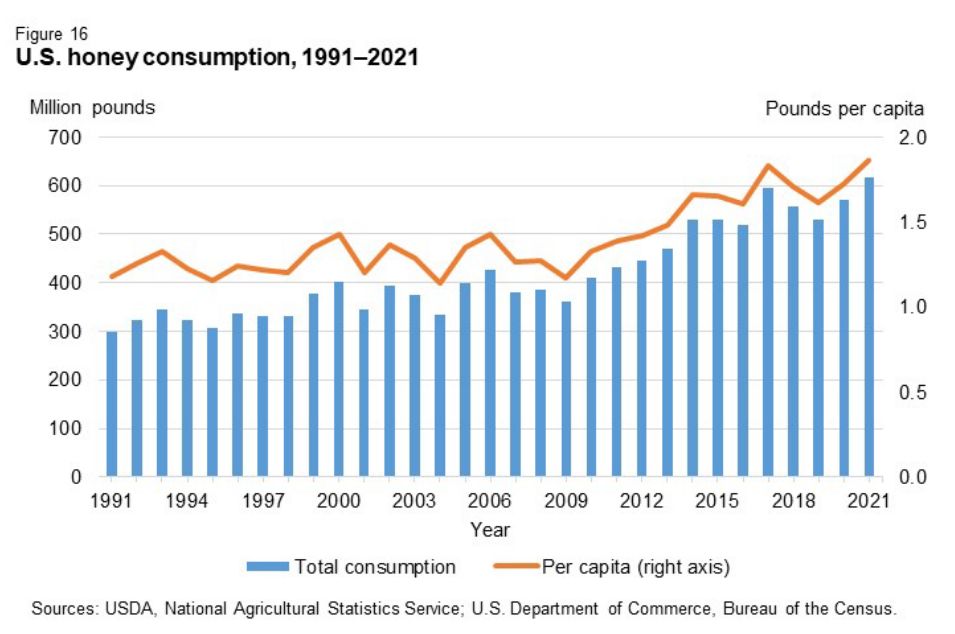 Figure 16
U.S. honey consumption, 1991–2021
Million pounds
Pounds per capita
700
2.0
600
500
1.5
400
1.0
300
200
0.5
100
0
0.0
1991 1994 1997 2000 2003 2006 2009 2012 2015 2018 2021
Year
Total consumption
Per capita (right axis)
Sources: USDA, National Agricultural Statistics Service; U.S. Department of Commerce, Bureau of the Census.